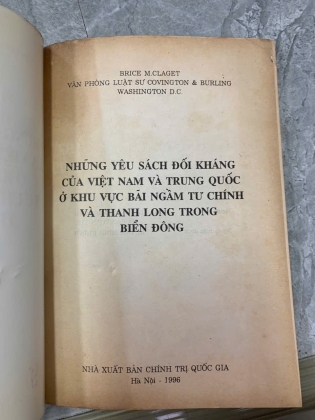 BRICE M.CLAGET
VĂN PHÒNG LUẬT SƯ COVINGTON & BURLING
WASHINGTON D.C.
NHỮNG YÊU SÁCH ĐỐI KHÁNG
CỦA VIỆT NAM VÀ TRUNG QUỐC
Ở KHU VỰC BÃI NGẦM TƯ CHÍNH
VÀ THANH LONG TRONG
BIỂN ĐÔNG
NHÀ XUẤT BẢN CHÍNH TRỊ QUỐC GIA
Hà Nội - 1996